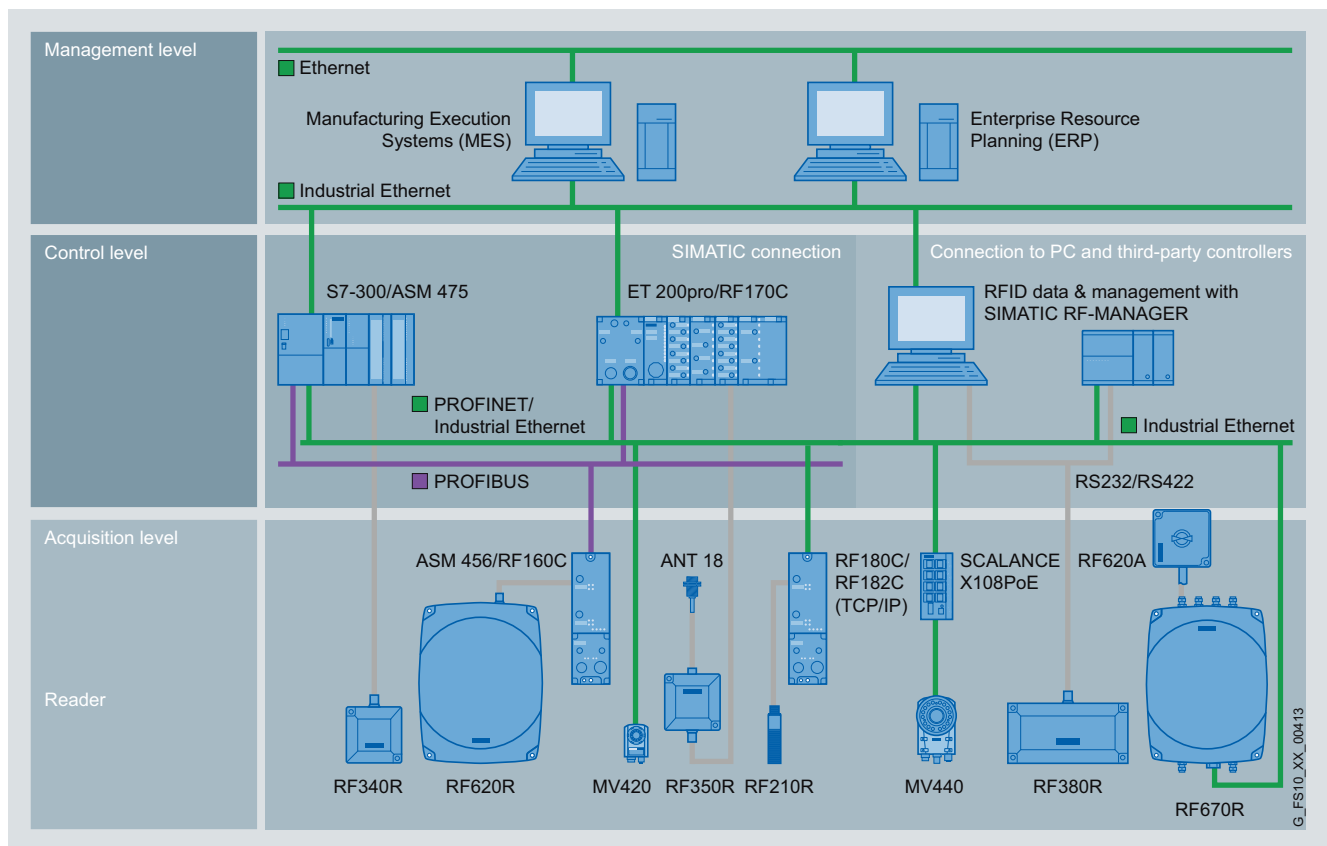 Management level
Ethernet
Manufacturing Execution
Systems (MES)
Enterprise Resource
Planning (ERP)
Industrial Ethernet
Control level
SIMATIC connection
Connection to PC and third-party controllers
S7-300/ASM 475
ET 200pro/RF170C
RFID data & management with
SIMATIC RF-MANAGER
PROFINET/
Industrial Ethernet
Industrial Ethernet
PROFIBUS
RS232/RS422
Acquisition level
ASM 456/RF160C
ANT 18
RF180C/
RF182C
(TCP/IP)
SCALANCE
X108PoE
RF620A
Reader
RF340R
RF620R
MV420
RF350R
RF210R
MV440
RF380R
RF670R
G_FS10_XX_00413